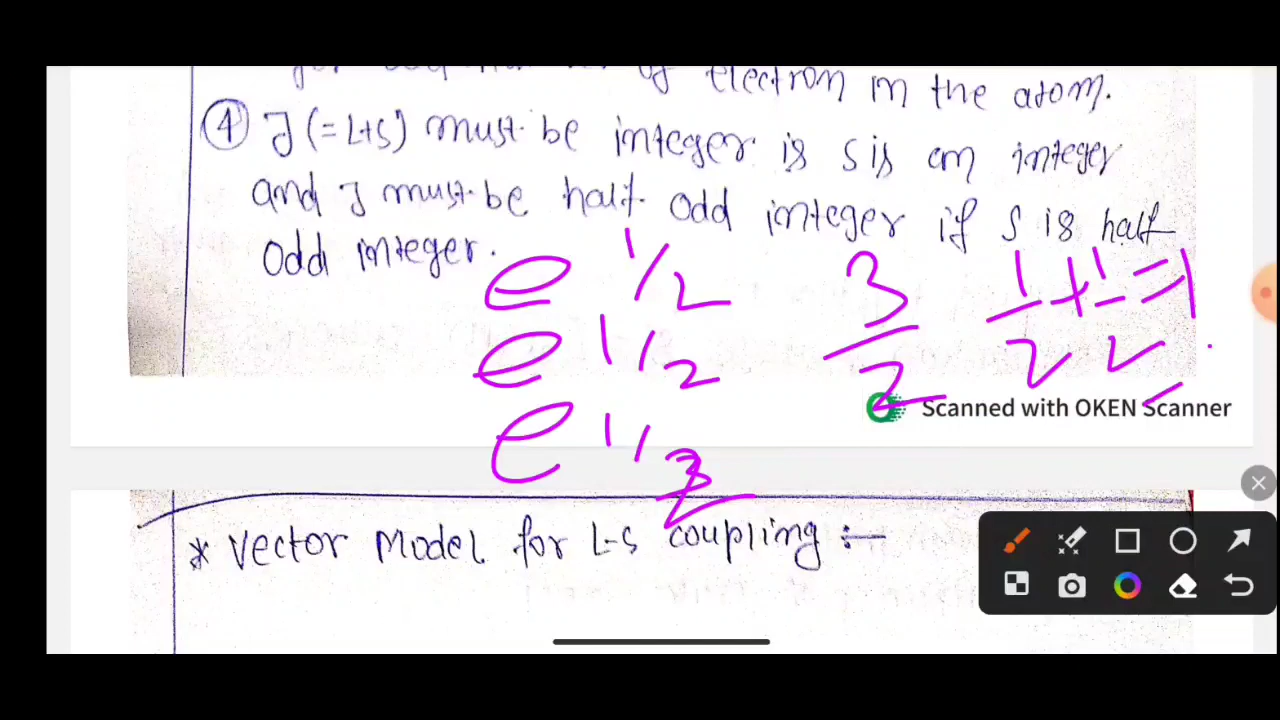 of electron in the atom.
④ J (= L+S) must be integer is S is an integer
and J must be half odd integer if S is half
odd integer.
e 1/2 3/2 1/2 + 1/2 = 1
e 1/2
e 1/2
Scanned with OKEN Scanner
* Vector Model for L-S coupling :-